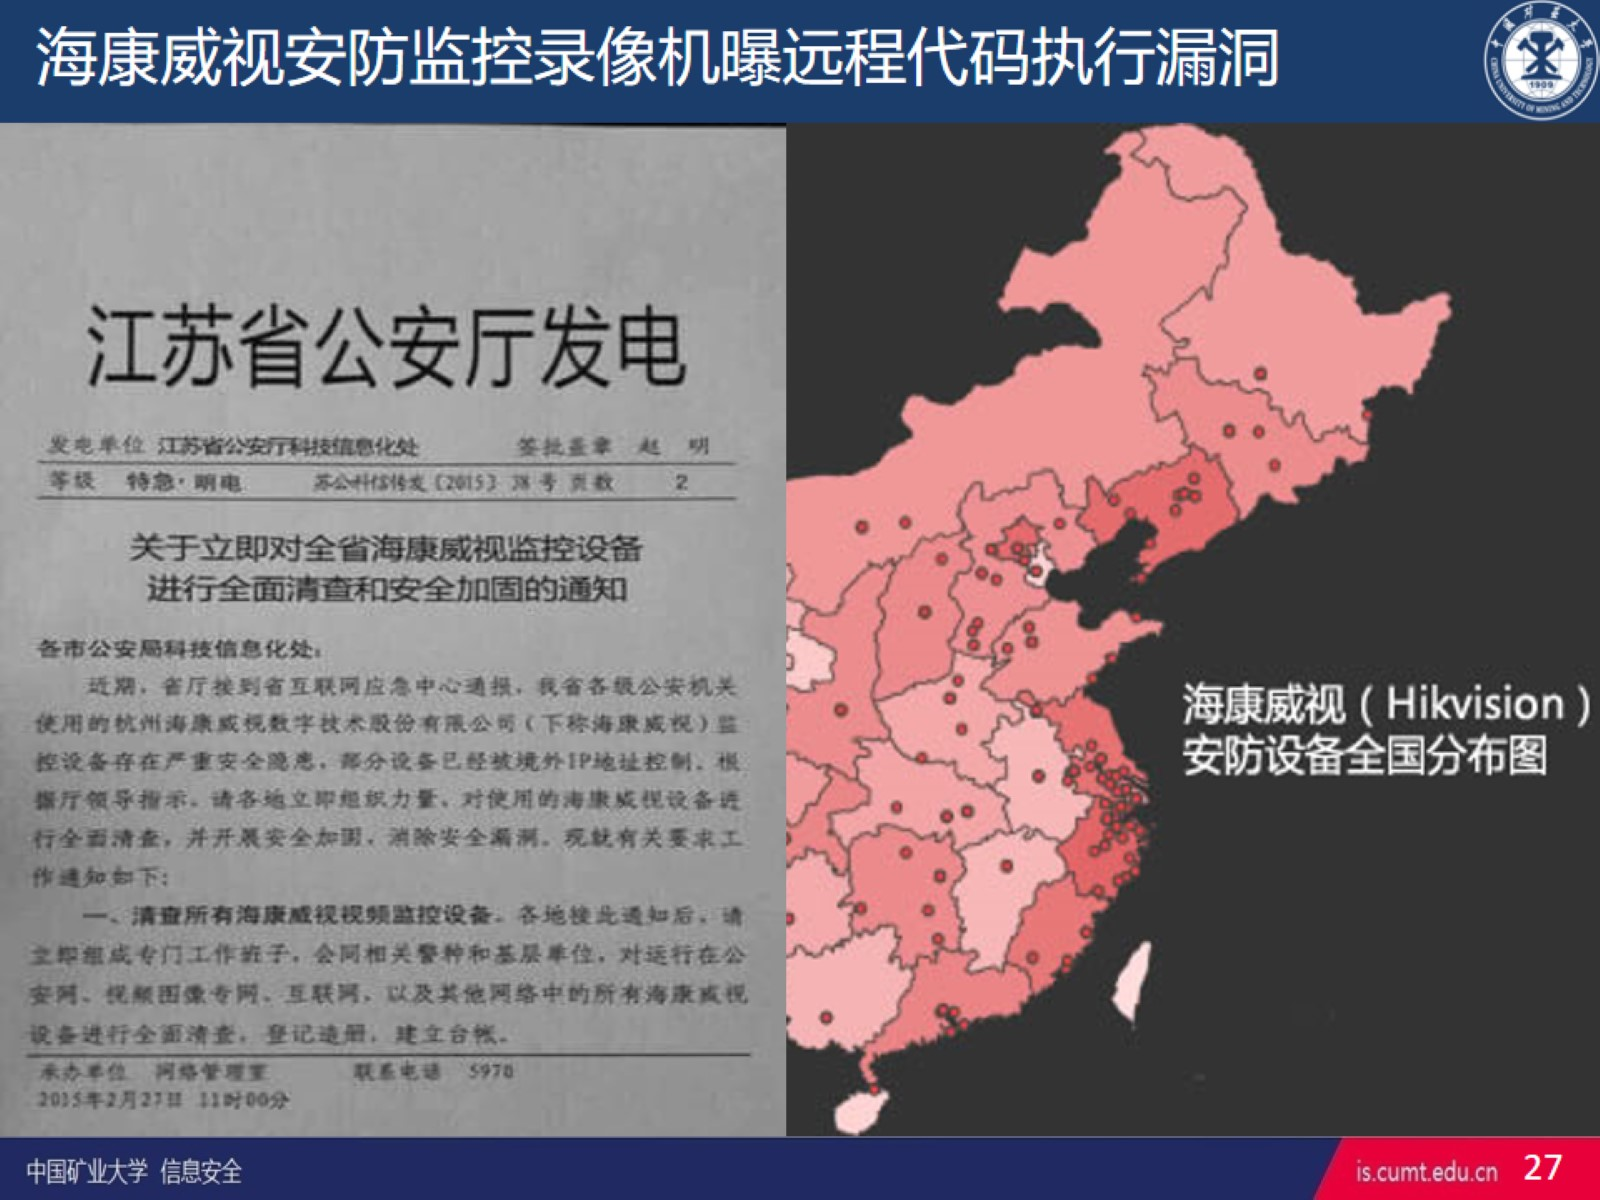 海康威视安防监控录像机曝远程代码执行漏洞
CHINA UNIVERSITY OF MINING AND TECHNOLOGY
1909
江苏省公安厅发电
发电单位 江苏省公安厅科技信息化处 签批盖章 赵 明
等级 特急·明电 苏公科信传发〔2015〕38号 页数 2
关于立即对全省海康威视监控设备
进行全面清查和安全加固的通知
各市公安局科技信息化处：
近期，省厅接到省互联网应急中心通报，我省各级公安机关
使用的杭州海康威视数字技术股份有限公司（下称海康威视）监
控设备存在严重安全隐患，部分设备已经被境外IP地址控制。根
据厅领导指示，请各地立即组织力量，对使用的海康威视设备进
行全面清查，并开展安全加固，消除安全漏洞。现就有关要求工
作通知如下：
一、清查所有海康威视视频监控设备。各地接此通知后，请
立即组成专门工作班子，会同相关警种和基层单位，对运行在公
安网、视频图像专网、互联网，以及其他网络中的所有海康威视
设备进行全面清查，登记造册，建立台帐。
承办单位 网络管理室 联系电话 5970
2015年2月27日 11时00分
海康威视（Hikvision）
安防设备全国分布图
中国矿业大学 信息安全
is.cumt.edu.cn 27